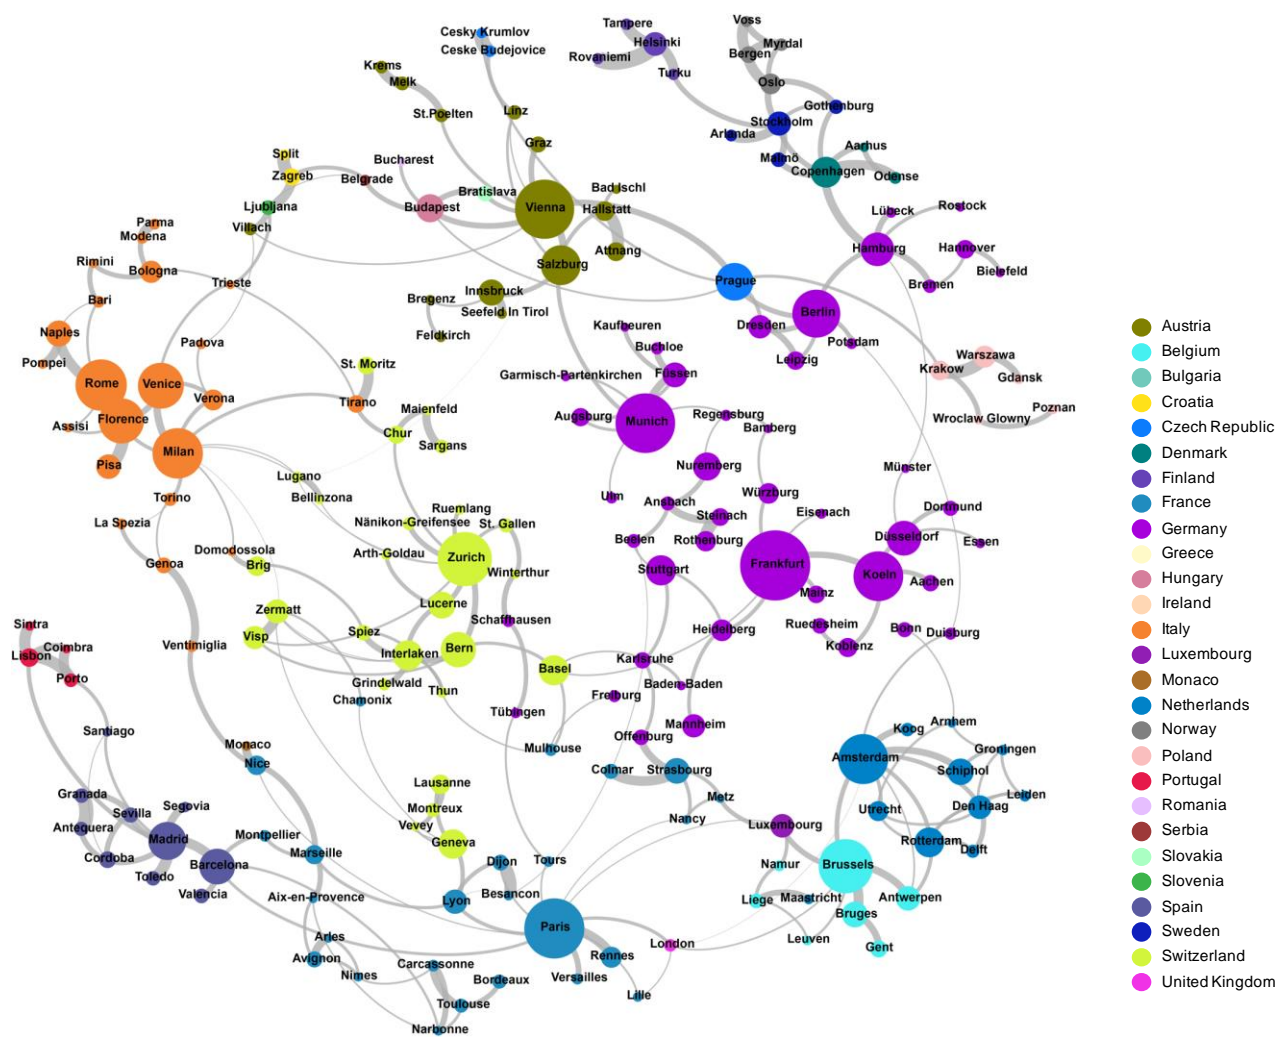 Voss
Tampere
Cesky Krumlov
Helsinki
Myrdal
Ceske Budejovice
Bergen
Rovaniemi
Krems
Turku
Melk
Oslo
Gothenburg
St.Poelten
Linz
Stockholm
Arlanda
Graz
Aarhus
Split
Bucharest
Malmö
Copenhagen
Zagreb
Belgrade
Odense
Bratislava
Bad Ischl
Ljubljana
Budapest
Vienna
Hallstatt
Lübeck
Rostock
Parma
Villach
Modena
Hamburg
Hannover
Attnang
Rimini
Bologna
Salzburg
Bielefeld
Trieste
Prague
Bremen
Innsbruck
Bari
Bregenz
Seefeld In Tirol
Berlin
Kaufbeuren
Dresden
Austria
Naples
Feldkirch
Padova
Buchloe
Potsdam
Belgium
Warszawa
Pompei
St. Moritz
Leipzig
Krakow
Gdansk
Garmisch-Partenkirchen
Füssen
Bulgaria
Rome
Venice
Verona
Tirano
Maienfeld
Croatia
Poznan
Augsburg
Regensburg
Wroclaw Glowny
Florence
Munich
Assisi
Bamberg
Czech Republic
Chur
Sargans
Milan
Denmark
Pisa
Nuremberg
Münster
Lugano
Finland
Torino
Bellinzona
Ulm
Würzburg
Ansbach
France
Ruemlang
Dortmund
La Spezia
Nänikon-Greifensee
St. Gallen
Steinach
Eisenach
Germany
Düsseldorf
Beelen
Rothenburg
Essen
Domodossola
Arth-Goldau
Greece
Genoa
Brig
Zurich
Frankfurt
Winterthur
Stuttgart
Koeln
Hungary
Aachen
Mainz
Lucerne
Ireland
Zermatt
Sintra
Schaffhausen
Ruedesheim
Italy
Visp
Spiez
Heidelberg
Bonn
Duisburg
Coimbra
Ventimiglia
Bern
Koblenz
Lisbon
Interlaken
Luxembourg
Karlsruhe
Basel
Porto
Grindelwald
Baden-Baden
Monaco
Thun
Chamonix
Freiburg
Netherlands
Tübingen
Santiago
Mannheim
Arnhem
Koog
Norway
Offenburg
Monaco
Mulhouse
Groningen
Amsterdam
Poland
Nice
Colmar
Strasbourg
Schiphol
Lausanne
Portugal
Granada
Metz
Leiden
Segovia
Montreux
Utrecht
Den Haag
Romania
Sevilla
Nancy
Antequera
Vevey
Luxembourg
Serbia
Montpellier
Madrid
Geneva
Rotterdam
Delft
Marseille
Slovakia
Cordoba
Barcelona
Dijon
Tours
Namur
Brussels
Toledo
Slovenia
Valencia
Aix-en-Provence
Besancon
Lyon
Liege
Maastricht
Antwerpen
Spain
Bruges
Paris
Sweden
Arles
London
Leuven
Gent
Avignon
Rennes
Switzerland
Carcassonne
Nimes
Versailles
Bordeaux
United Kingdom
Lille
Toulouse
Narbonne